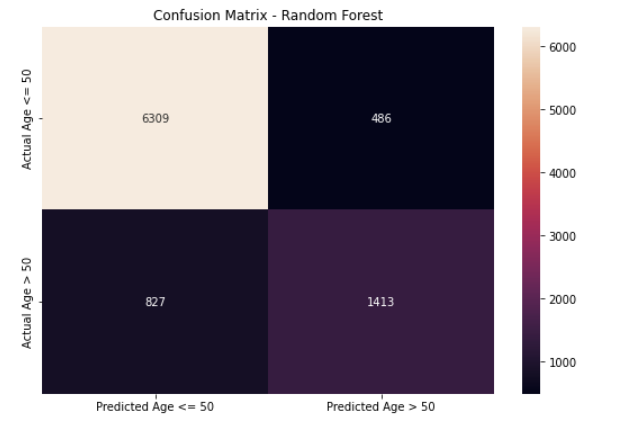 Confusion Matrix - Random Forest
Actual Age <= 50
6309
486
Actual Age > 50
827
1413
Predicted Age <= 50
Predicted Age > 50
6000
5000
4000
3000
2000
1000